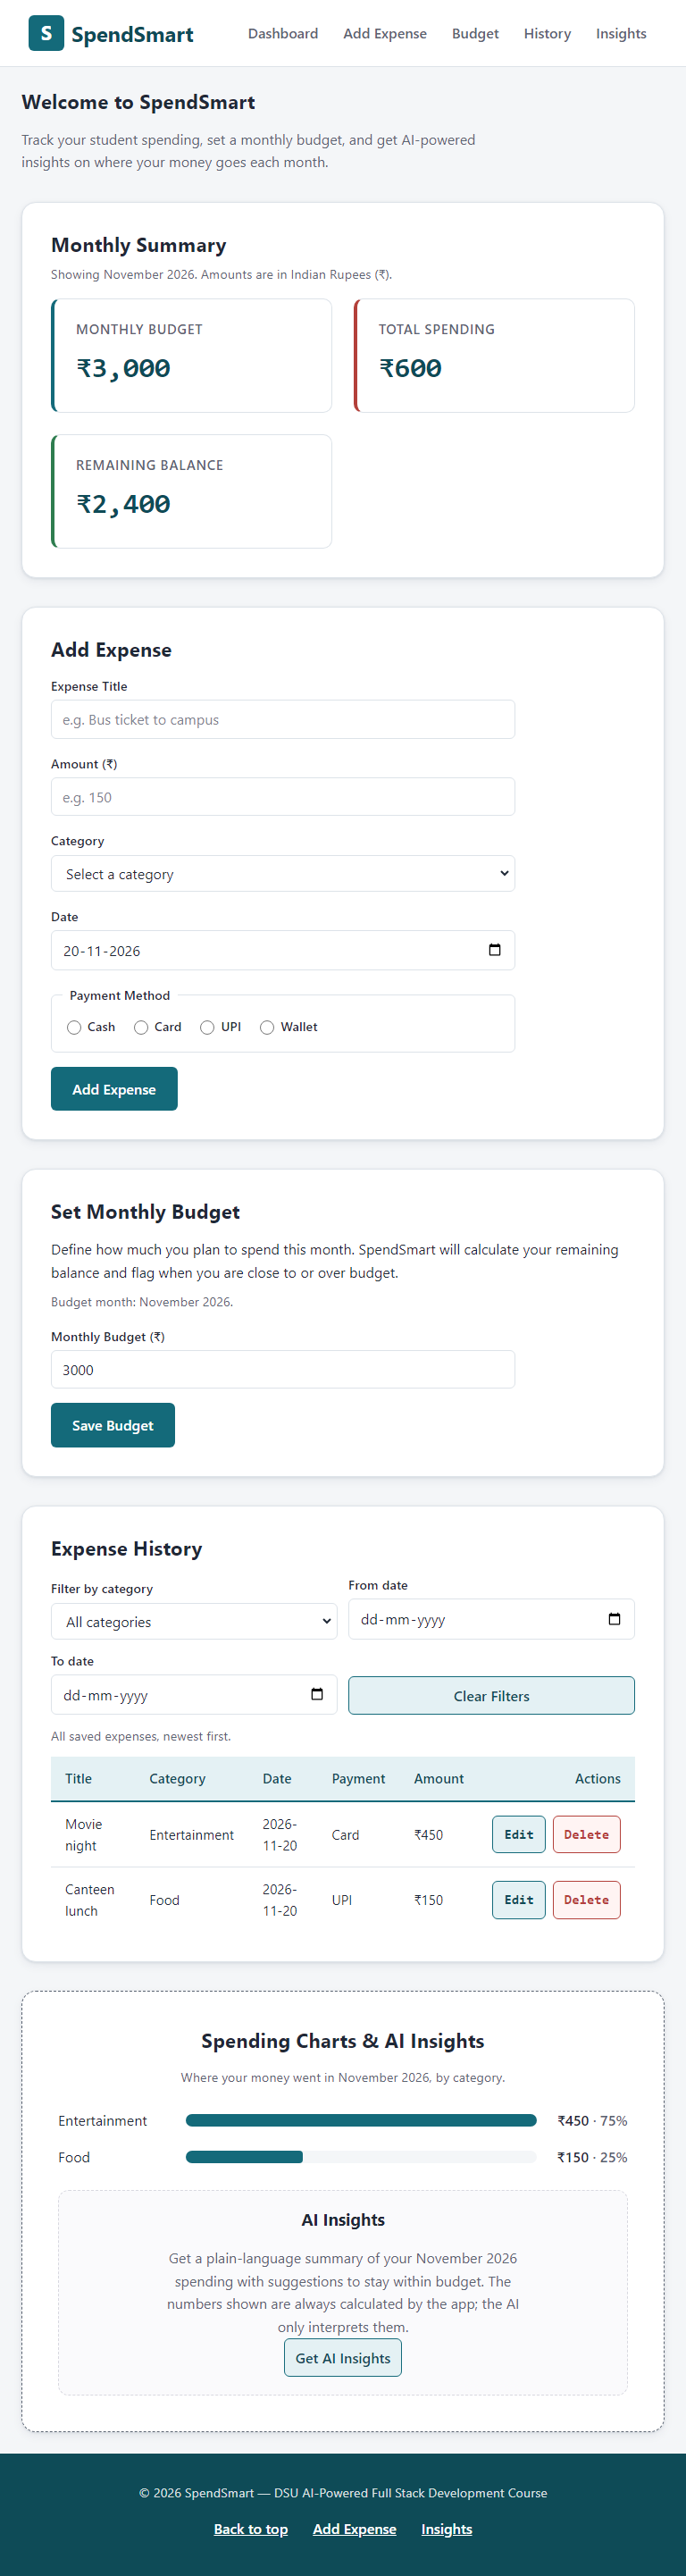 S SpendSmart Dashboard Add Expense Budget History Insights
Welcome to SpendSmart
Track your student spending, set a monthly budget, and get AI-powered
insights on where your money goes each month.
Monthly Summary
Showing November 2026. Amounts are in Indian Rupees (₹).
MONTHLY BUDGET
₹3,000
TOTAL SPENDING
₹600
REMAINING BALANCE
₹2,400
Add Expense
Expense Title
e.g. Bus ticket to campus
Amount (₹)
e.g. 150
Category
Select a category
Date
20-11-2026
Payment Method
Cash Card UPI Wallet
Add Expense
Set Monthly Budget
Define how much you plan to spend this month. SpendSmart will calculate your remaining
balance and flag when you are close to or over budget.
Budget month: November 2026.
Monthly Budget (₹)
3000
Save Budget
Expense History
Filter by category
All categories
From date
dd-mm-yyyy
To date
dd-mm-yyyy
Clear Filters
All saved expenses, newest first.
Title Category Date Payment Amount Actions
Movie
night
Entertainment
2026-
11-20
Card
₹450
Edit Delete
Canteen
lunch
Food
2026-
11-20
UPI
₹150
Edit Delete
Spending Charts & AI Insights
Where your money went in November 2026, by category.
Entertainment ₹450 · 75%
Food ₹150 · 25%
AI Insights
Get a plain-language summary of your November 2026
spending with suggestions to stay within budget. The
numbers shown are always calculated by the app; the AI
only interprets them.
Get AI Insights
© 2026 SpendSmart — DSU AI-Powered Full Stack Development Course
Back to top Add Expense Insights